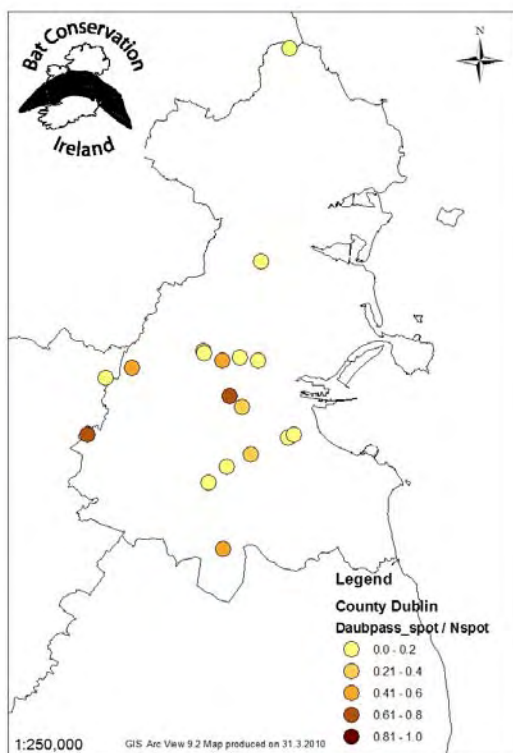 Bat Conservation
Ireland
N
Legend
County Dublin
Daubpass_spot / Nspot
0.0 - 0.2
0.21 - 0.4
0.41 - 0.6
0.61 - 0.8
0.81 - 1.0
1:250,000
GIS Arc View 9.2 Map produced on 31.3.2010